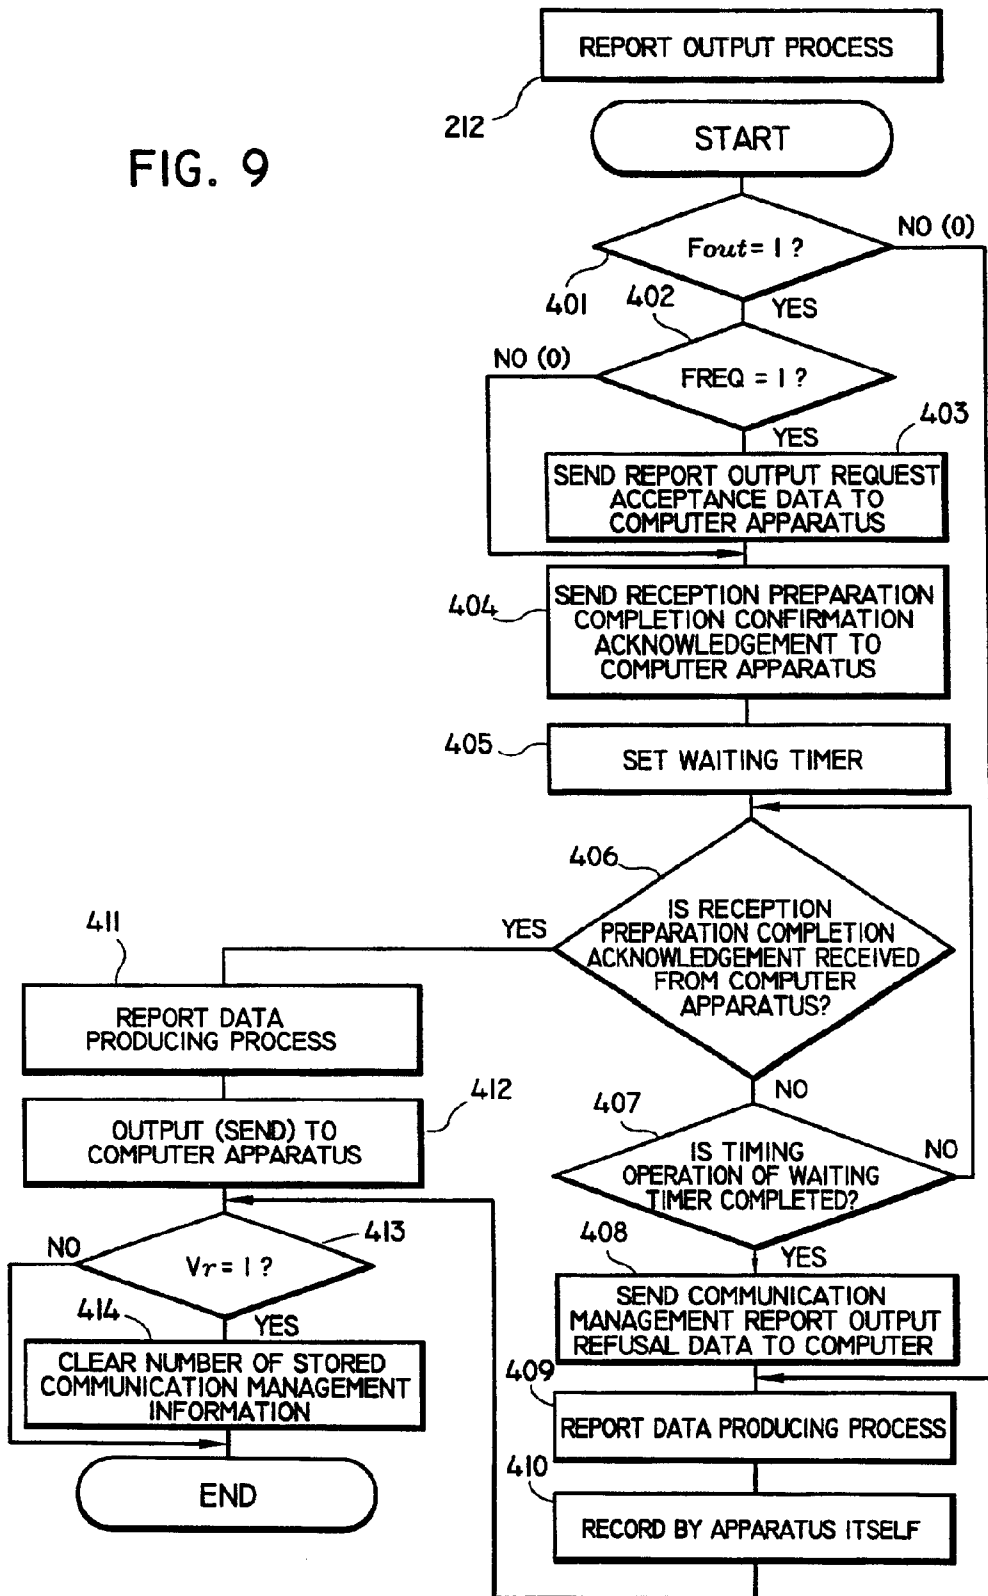 REPORT OUTPUT PROCESS
212
START
FIG. 9
Fout = 1 ?
NO (0)
401
YES
402
NO (0)
FREQ = 1 ?
YES
403
SEND REPORT OUTPUT REQUEST
ACCEPTANCE DATA TO
COMPUTER APPARATUS
404
SEND RECEPTION PREPARATION
COMPLETION CONFIRMATION
ACKNOWLEDGEMENT TO
COMPUTER APPARATUS
405
SET WAITING TIMER
406
IS RECEPTION
PREPARATION COMPLETION
ACKNOWLEDGEMENT RECEIVED
FROM COMPUTER
APPARATUS?
YES
NO
411
REPORT DATA
PRODUCING PROCESS
412
OUTPUT (SEND) TO
COMPUTER APPARATUS
407
IS TIMING
OPERATION OF WAITING
TIMER COMPLETED?
NO
YES
413
Vr = 1 ?
NO
YES
414
CLEAR NUMBER OF STORED
COMMUNICATION MANAGEMENT
INFORMATION
END
408
SEND COMMUNICATION
MANAGEMENT REPORT OUTPUT
REFUSAL DATA TO COMPUTER
409
REPORT DATA PRODUCING PROCESS
410
RECORD BY APPARATUS ITSELF